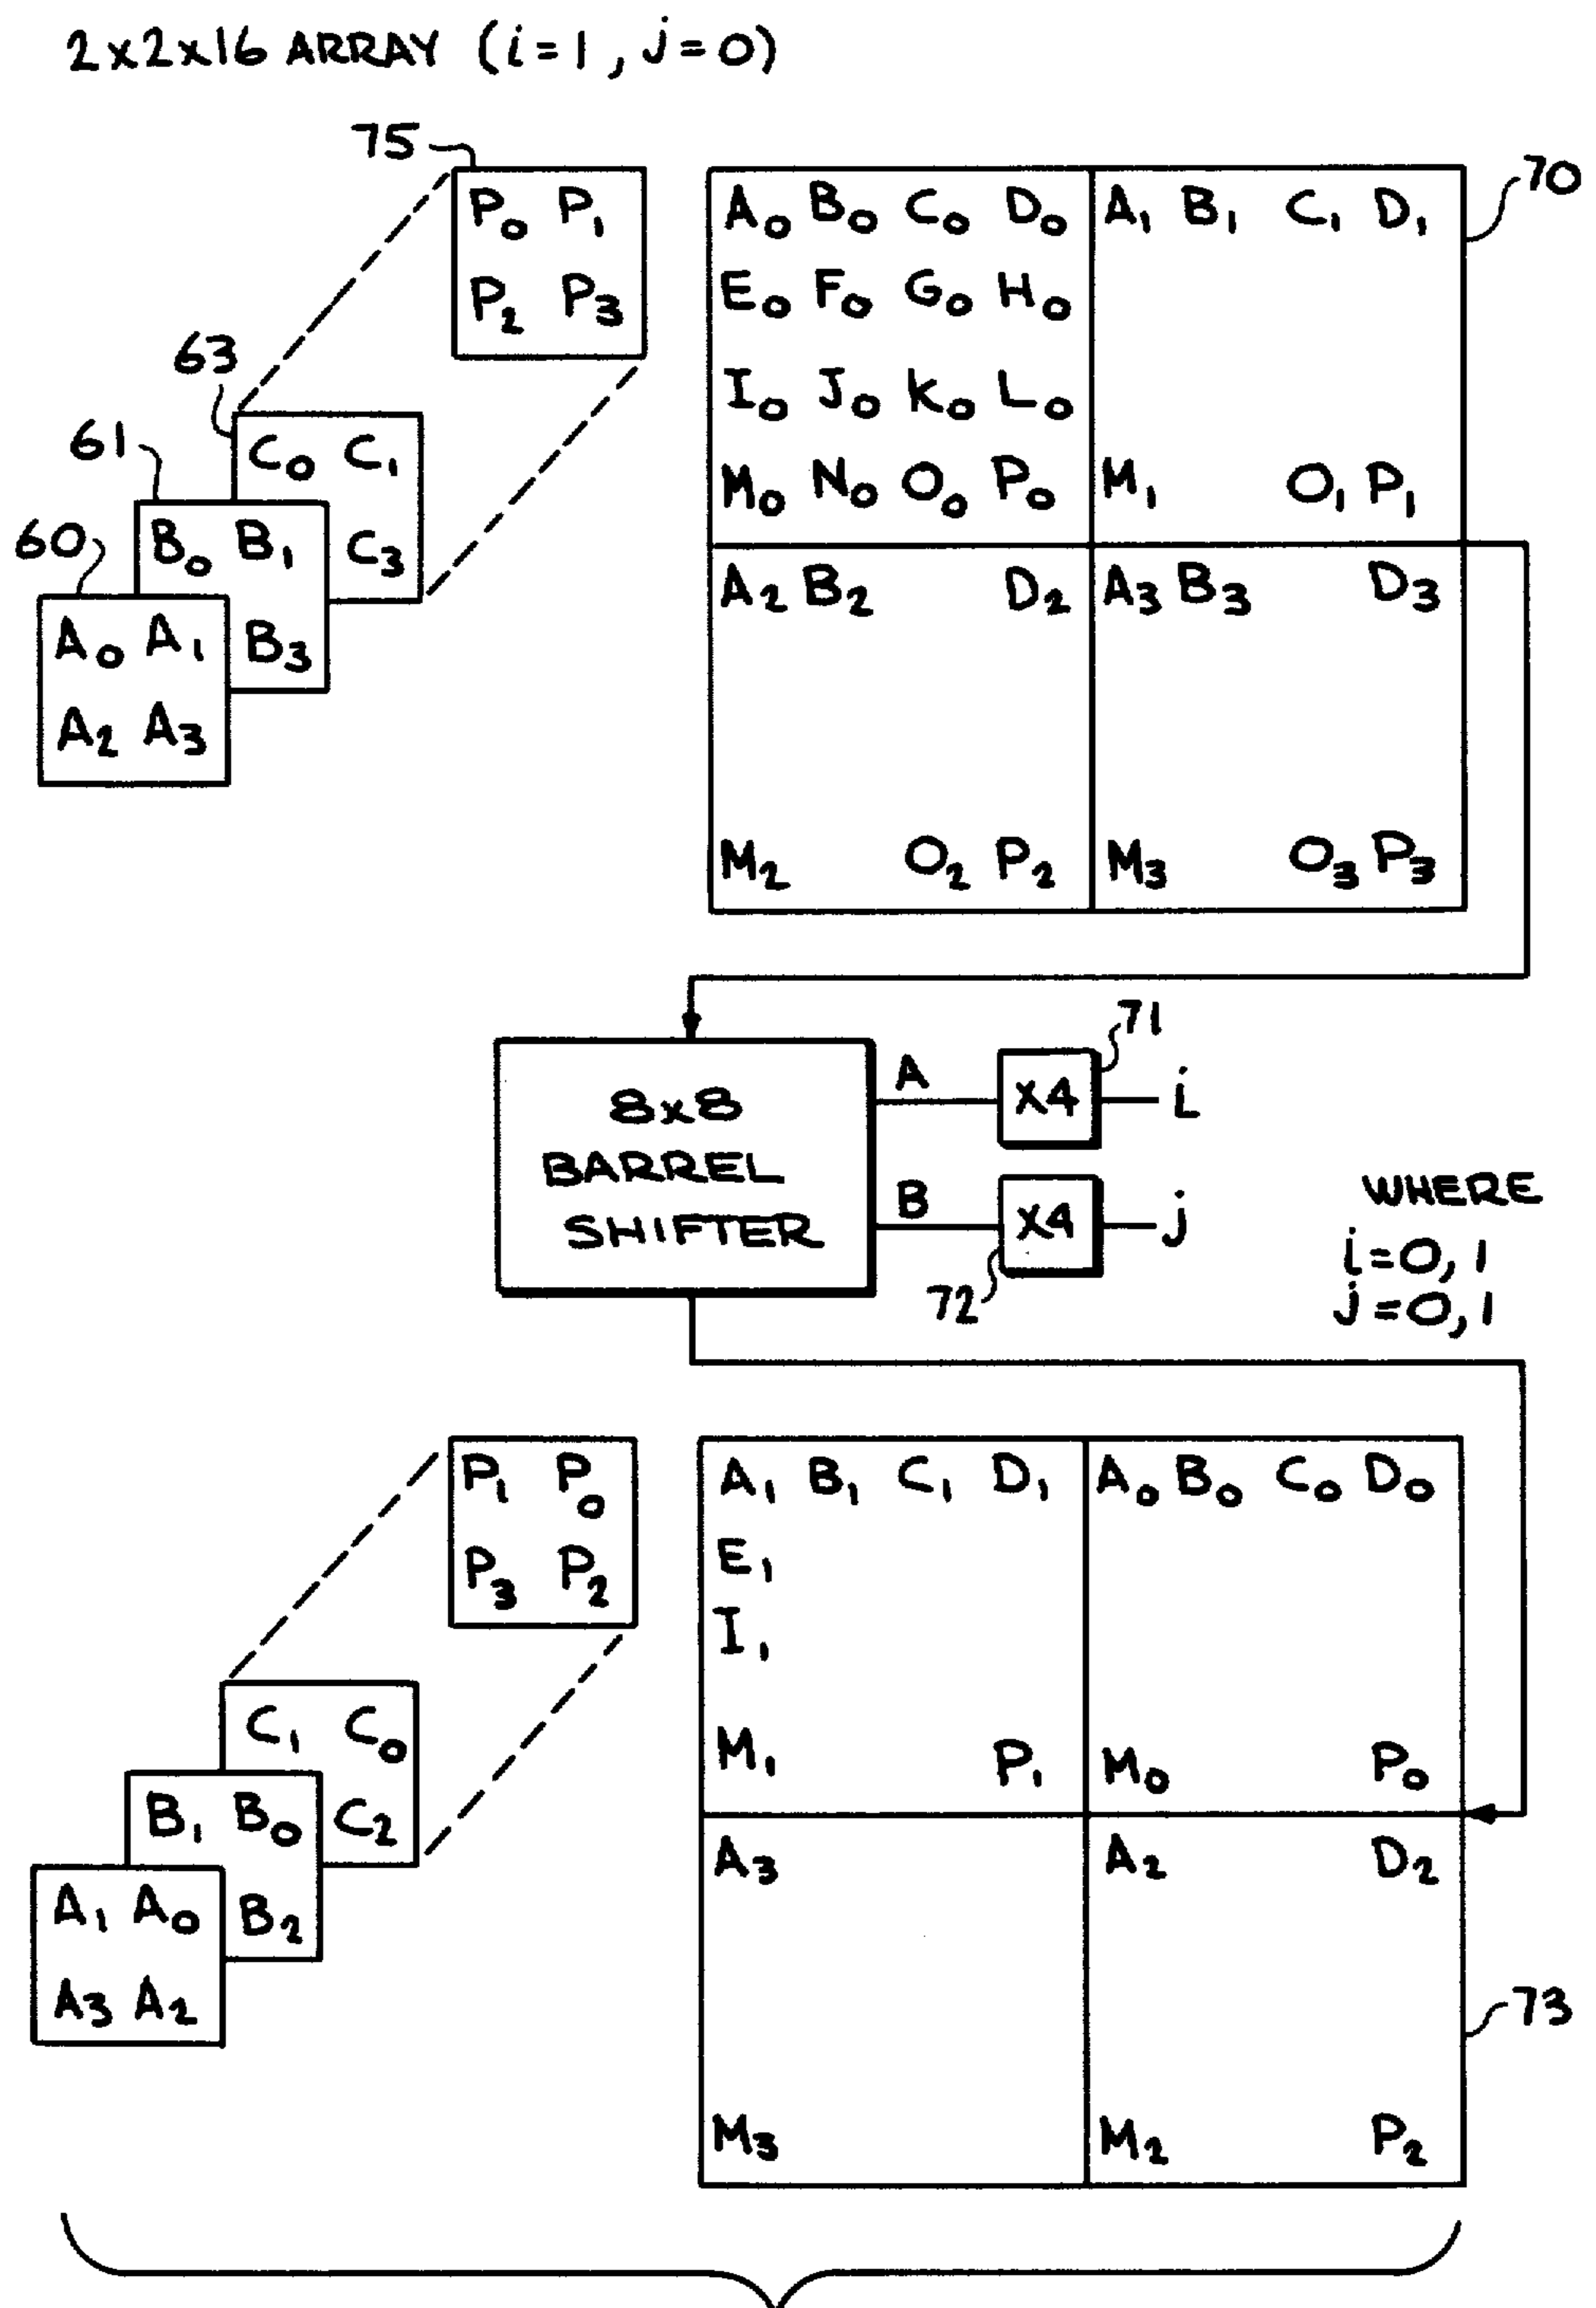 2x2x16 ARRAY (i=1, j=0)
75
P0 P1
P2 P3
63
C0 C1
C3
61
B0 B1
B3
60
A0 A1
A2 A3
70
A0 B0 C0 D0 A1 B1 C1 D1
E0 F0 G0 H0
I0 J0 K0 L0
M0 N0 O0 P0 M1 O1 P1
A2 B2 D2 A3 B3 D3
M2 O2 P2 M3 O3 P3
8x8
BARREL
SHIFTER
A
X4
71
i
B
X4
72
j
WHERE
i=0, 1
j=0, 1
P1 P0
P3 P2
C1 C0
C2
B1 B0
B2
A1 A0
A3 A2
A1 B1 C1 D1 A0 B0 C0 D0
E1
I1
M1 P1 M0 P0
A3 A2 D2
M3 M2 P2
73